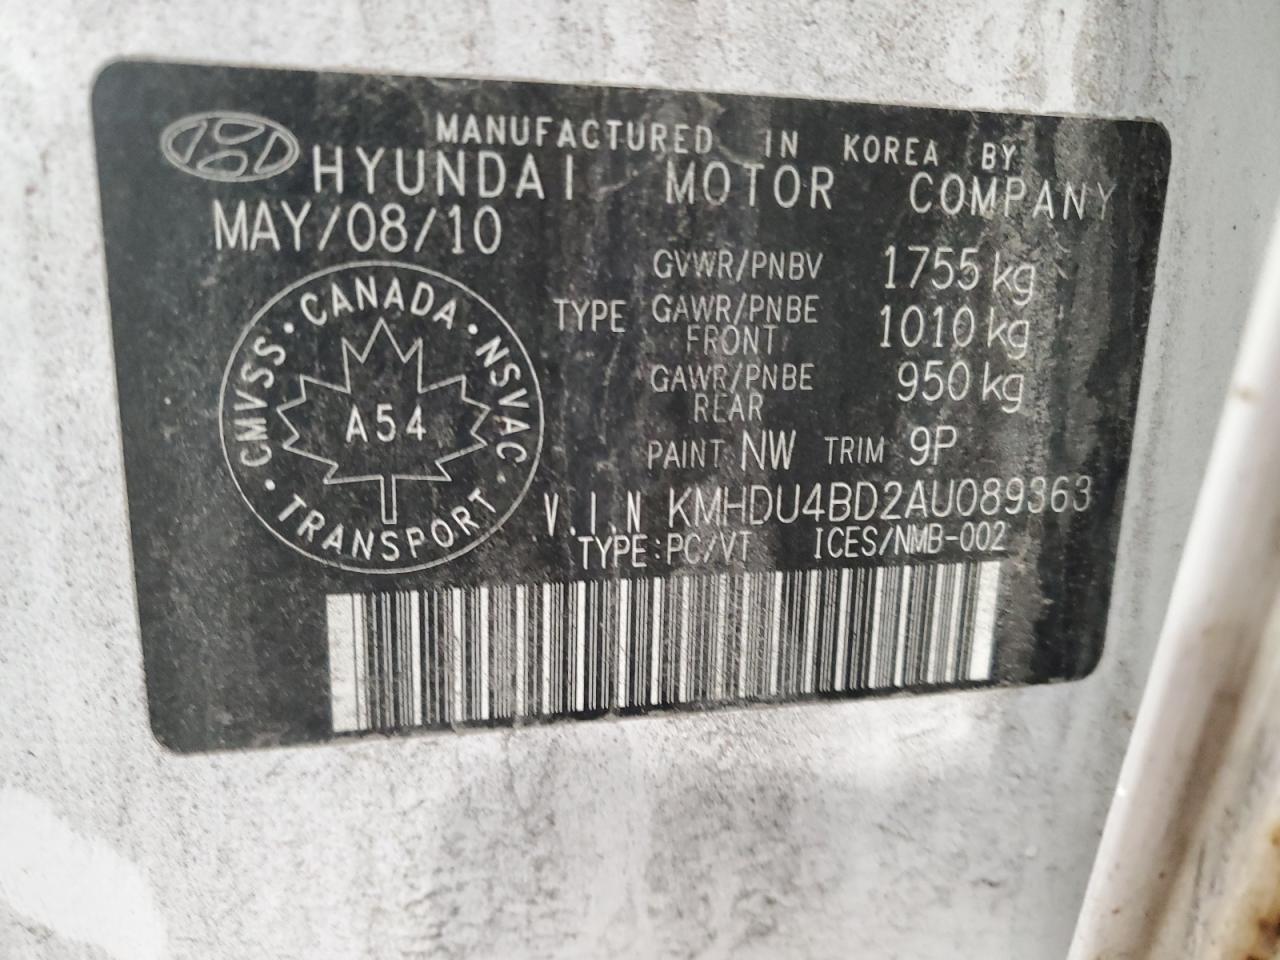 MANUFACTURED IN KOREA BY
HYUNDAI MOTOR COMPANY
MAY/08/10
GVWR/PNBV 1755 kg
TYPE GAWR/PNBE FRONT 1010 kg
GAWR/PNBE REAR 950 kg
PAINT NW TRIM 9P
V.I.N KMHDU4BD2AU089363
TYPE:PC/VT ICES/NMB-002
CANADA · NSVAC · TRANSPORT · CMVSS ·
A54